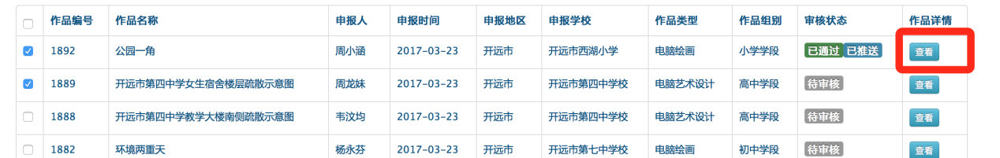 作品编号 作品名称 申报人 申报时间 申报地区 申报学校 作品类型 作品组别 审核状态 作品详情
1892 公园一角 周小涵 2017-03-23 开远市 开远市西湖小学 电脑绘画 小学学段 已通过 已推送 查看
1889 开远市第四中学女生宿舍楼层疏散示意图 周龙妹 2017-03-23 开远市 开远市第四中学校 电脑艺术设计 高中学段 待审核 查看
1888 开远市第四中学教学大楼南侧疏散示意图 韦汶均 2017-03-23 开远市 开远市第四中学校 电脑艺术设计 高中学段 待审核 查看
1882 环境两重天 杨永芬 2017-03-23 开远市 开远市第七中学校 电脑绘画 初中学段 待审核 查看